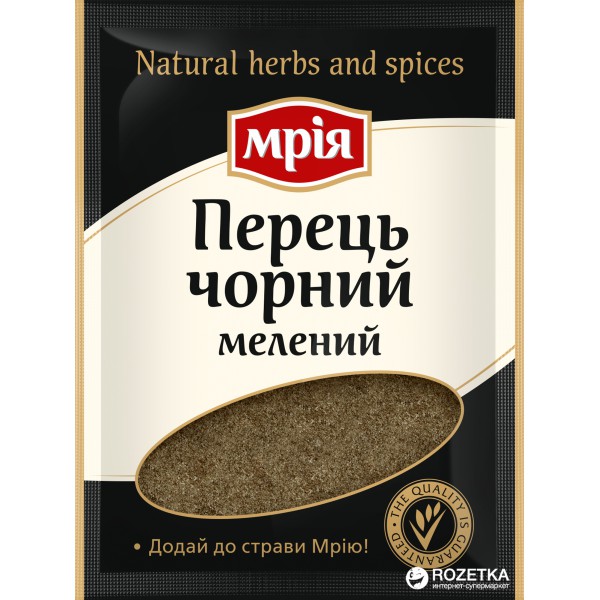 Natural herbs and spices
мрія
Перець
чорний
мелений
THE QUALITY IS GUARANTEED
• Додай до страви Мрію!
ROZETKA
интернет-супермаркет